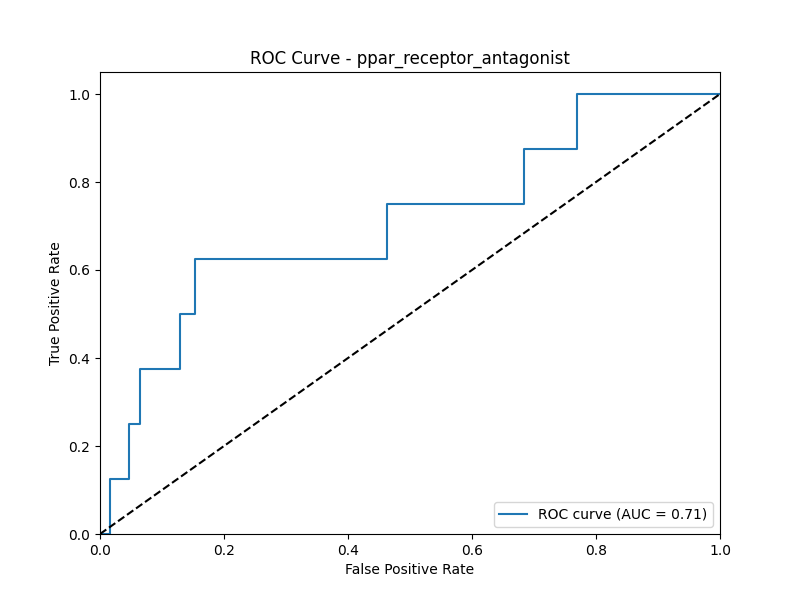 ROC Curve - ppar_receptor_antagonist
True Positive Rate
1.0
0.8
0.6
0.4
0.2
0.0
ROC curve (AUC = 0.71)
0.0 0.2 0.4 0.6 0.8 1.0
False Positive Rate